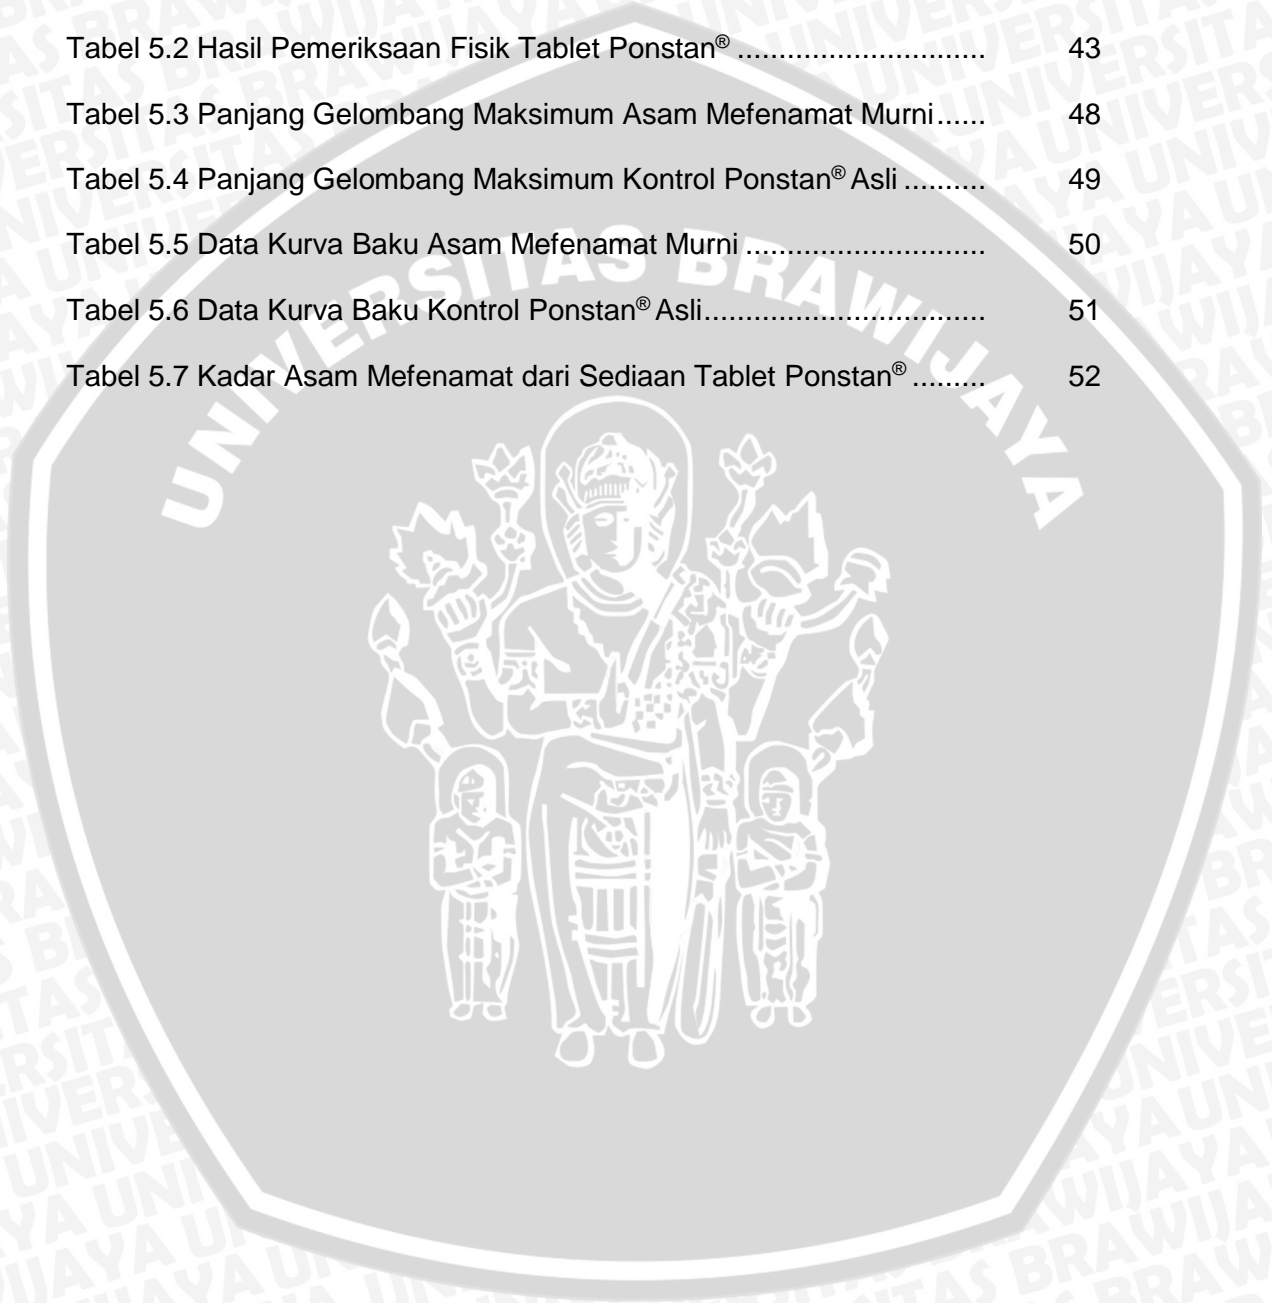 Tabel 5.2 Hasil Pemeriksaan Fisik Tablet Ponstan® .............................. 43
Tabel 5.3 Panjang Gelombang Maksimum Asam Mefenamat Murni...... 48
Tabel 5.4 Panjang Gelombang Maksimum Kontrol Ponstan® Asli .......... 49
Tabel 5.5 Data Kurva Baku Asam Mefenamat Murni ............................. 50
Tabel 5.6 Data Kurva Baku Kontrol Ponstan® Asli.................................. 51
Tabel 5.7 Kadar Asam Mefenamat dari Sediaan Tablet Ponstan® ......... 52
UNIVERSITAS BRAWIJAYA